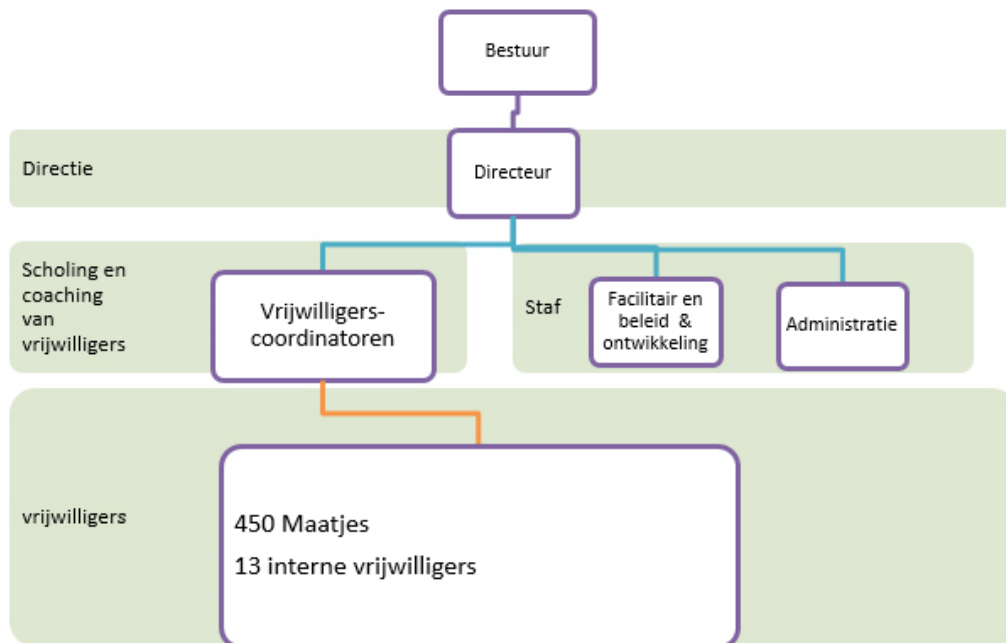 Bestuur
Directie
Directeur
Scholing en
coaching
van
vrijwilligers
Vrijwilligers-
coordinatoren
Staf
Facilitair en
beleid &
ontwikkeling
Administratie
vrijwilligers
450 Maatjes
13 interne vrijwilligers